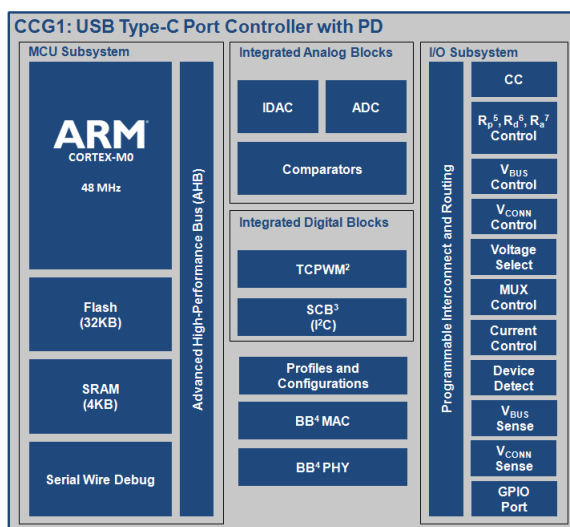 CCG1: USB Type-C Port Controller with PD
MCU Subsystem
ARM®
CORTEX-M0
48 MHz
Flash
(32KB)
SRAM
(4KB)
Serial Wire Debug
Advanced High-Performance Bus (AHB)
Integrated Analog Blocks
IDAC
ADC
Comparators
Integrated Digital Blocks
TCPWM²
SCB³
(I²C)
Profiles and
Configurations
BB⁴ MAC
BB⁴ PHY
I/O Subsystem
Programmable Interconnect and Routing
CC
Rp⁵, Rd⁶, Ra⁷
Control
VBUS
Control
VCONN
Control
Voltage
Select
MUX
Control
Current
Control
Device
Detect
VBUS
Sense
VCONN
Sense
GPIO
Port